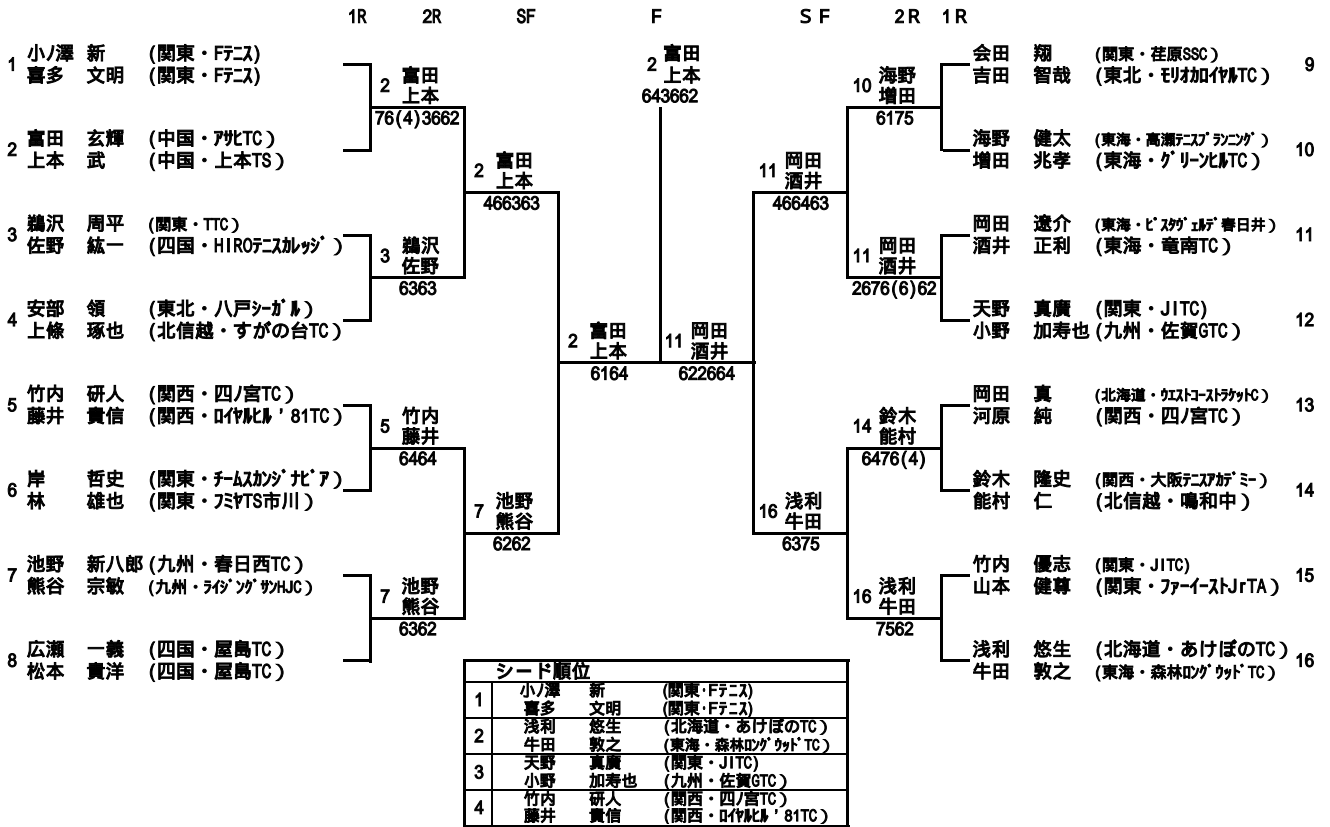 1R 2R SF F SF 2R 1R
1 小ノ澤 新 (関東・Fテニス)
喜多 文明 (関東・Fテニス)
2 富田 玄輝 (中国・アサヒTC)
上本 武 (中国・上本TS)
3 鵜沢 周平 (関東・TTC)
佐野 紘一 (四国・HIROテニスカレッジ)
4 安部 領 (東北・八戸シーガル)
上條 琢也 (北信越・すがの台TC)
5 竹内 研人 (関西・四ノ宮TC)
藤井 貴信 (関西・ロイヤルヒル'81TC)
6 岸 哲史 (関東・チームスカンジナビア)
林 雄也 (関東・フミヤTS市川)
7 池野 新八郎 (九州・春日西TC)
熊谷 宗敏 (九州・ライジングサンHJC)
8 広瀬 一義 (四国・屋島TC)
松本 貴洋 (四国・屋島TC)
2 富田
上本
76(4)3662
3 鵜沢
佐野
6363
5 竹内
藤井
6464
7 池野
熊谷
6362
2 富田
上本
466363
7 池野
熊谷
6262
2 富田
上本
6164
2 富田
上本
643662
11 岡田
酒井
622664
11 岡田
酒井
466463
16 浅利
牛田
6375
10 海野
増田
6175
11 岡田
酒井
2676(6)62
14 鈴木
能村
6476(4)
16 浅利
牛田
7562
会田 翔 (関東・荏原SSC) 9
吉田 智哉 (東北・モリオカロイヤルTC)
海野 健太 (東海・高瀬テニスプランニング) 10
増田 兆孝 (東海・グリーンヒルTC)
岡田 遼介 (東海・ビスタヴェルデ春日井) 11
酒井 正利 (東海・竜南TC)
天野 真廣 (関東・JITC) 12
小野 加寿也 (九州・佐賀GTC)
岡田 真 (北海道・ウエストコーストラケットC) 13
河原 純 (関西・四ノ宮TC)
鈴木 隆史 (関西・大阪テニスアカデミー) 14
能村 仁 (北信越・鳴和中)
竹内 優志 (関東・JITC) 15
山本 健尊 (関東・ファーイーストJrTA)
浅利 悠生 (北海道・あけぼのTC) 16
牛田 敦之 (東海・森林ロングウッドTC)
シード順位
1 小ノ澤 新 (関東・Fテニス)
喜多 文明 (関東・Fテニス)
2 浅利 悠生 (北海道・あけぼのTC)
牛田 敦之 (東海・森林ロングウッドTC)
3 天野 真廣 (関東・JITC)
小野 加寿也 (九州・佐賀GTC)
4 竹内 研人 (関西・四ノ宮TC)
藤井 貴信 (関西・ロイヤルヒル'81TC)